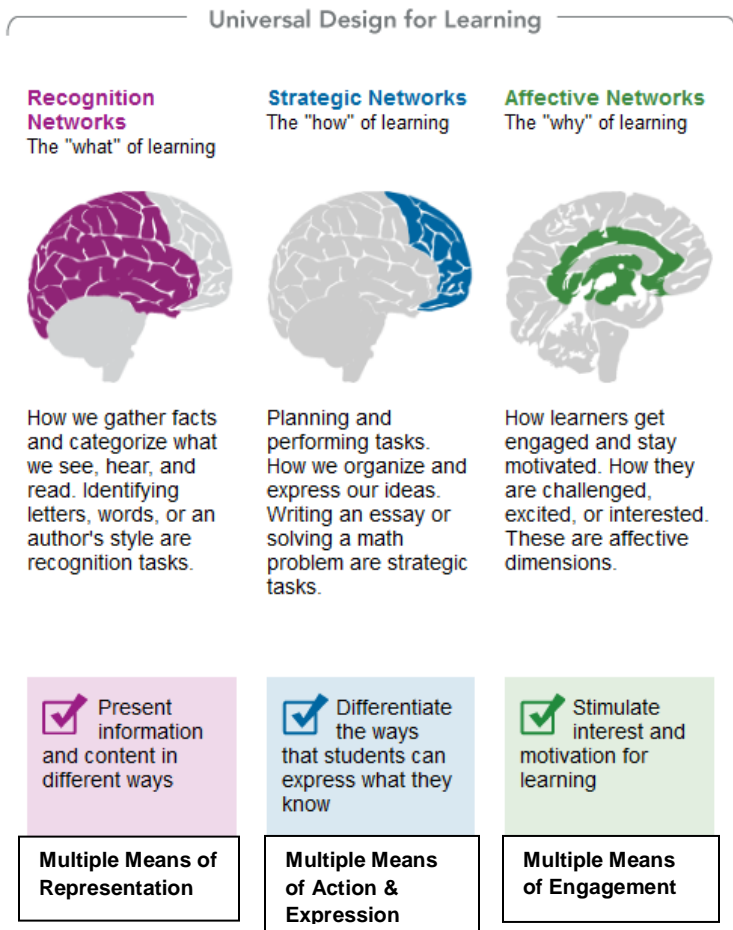 Universal Design for Learning
Recognition
Networks
The "what" of learning
How we gather facts
and categorize what
we see, hear, and
read. Identifying
letters, words, or an
author's style are
recognition tasks.
Present
information
and content in
different ways
Multiple Means of
Representation
Strategic Networks
The "how" of learning
Planning and
performing tasks.
How we organize and
express our ideas.
Writing an essay or
solving a math
problem are strategic
tasks.
Differentiate
the ways
that students can
express what they
know
Multiple Means
of Action &
Expression
Affective Networks
The "why" of learning
How learners get
engaged and stay
motivated. How they
are challenged,
excited, or interested.
These are affective
dimensions.
Stimulate
interest and
motivation for
learning
Multiple Means
of Engagement